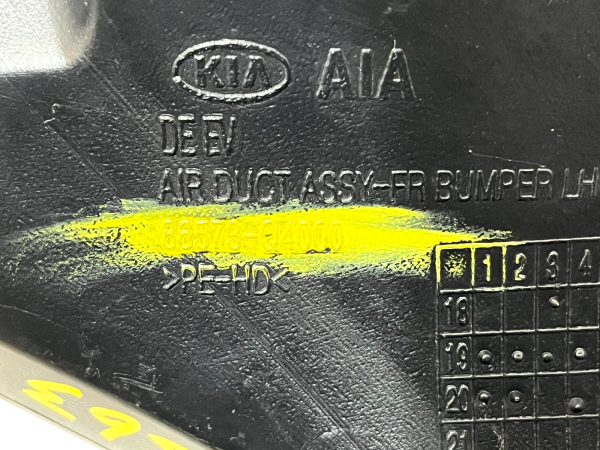 KIA AIA
DE EV
AIR DUCT ASSY-FR BUMPER LH
86573-Q4000
>PE-HD<
* 1 2 3 4
18
19
20
21